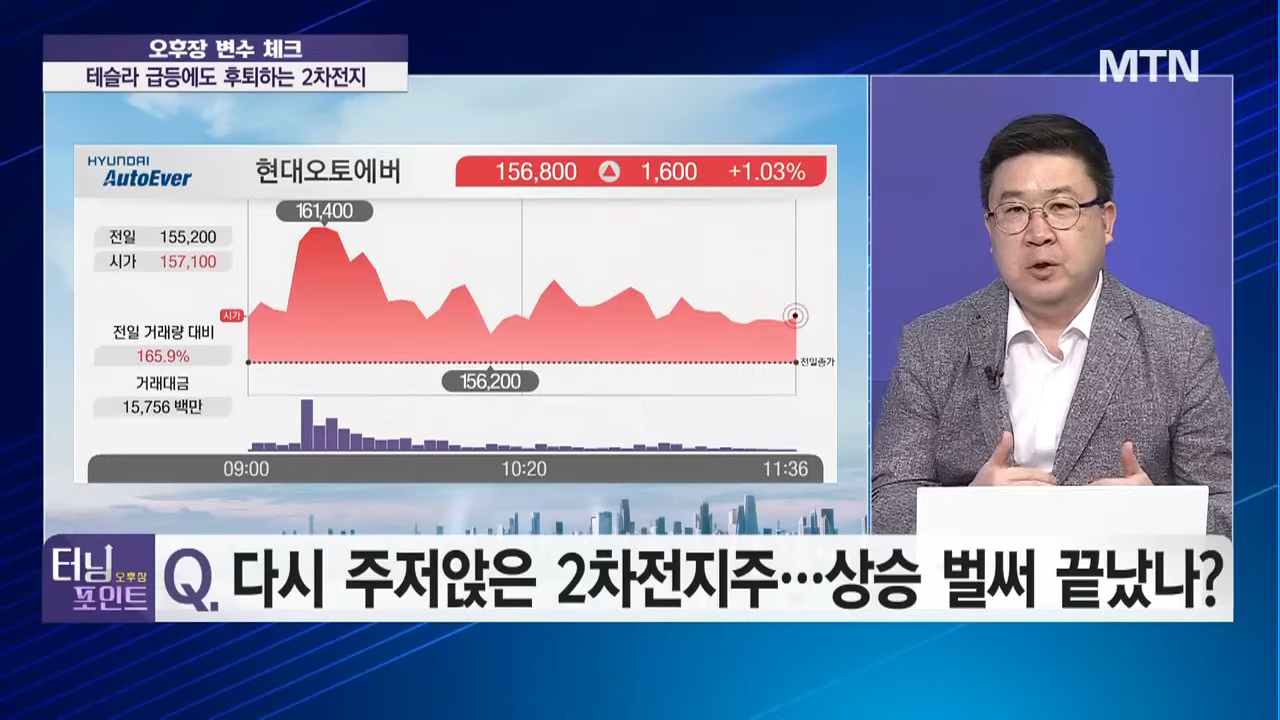 오후장 변수 체크
테슬라 급등에도 후퇴하는 2차전지
MTN
HYUNDAI
AutoEver
현대오토에버
156,800 1,600 +1.03%
161,400
전일 155,200
시가 157,100
시가
전일 거래량 대비
165.9%
전일종가
거래대금
156,200
15,756 백만
09:00 10:20 11:36
터닝
오후장
포인트
Q. 다시 주저앉은 2차전지주…상승 벌써 끝났나?